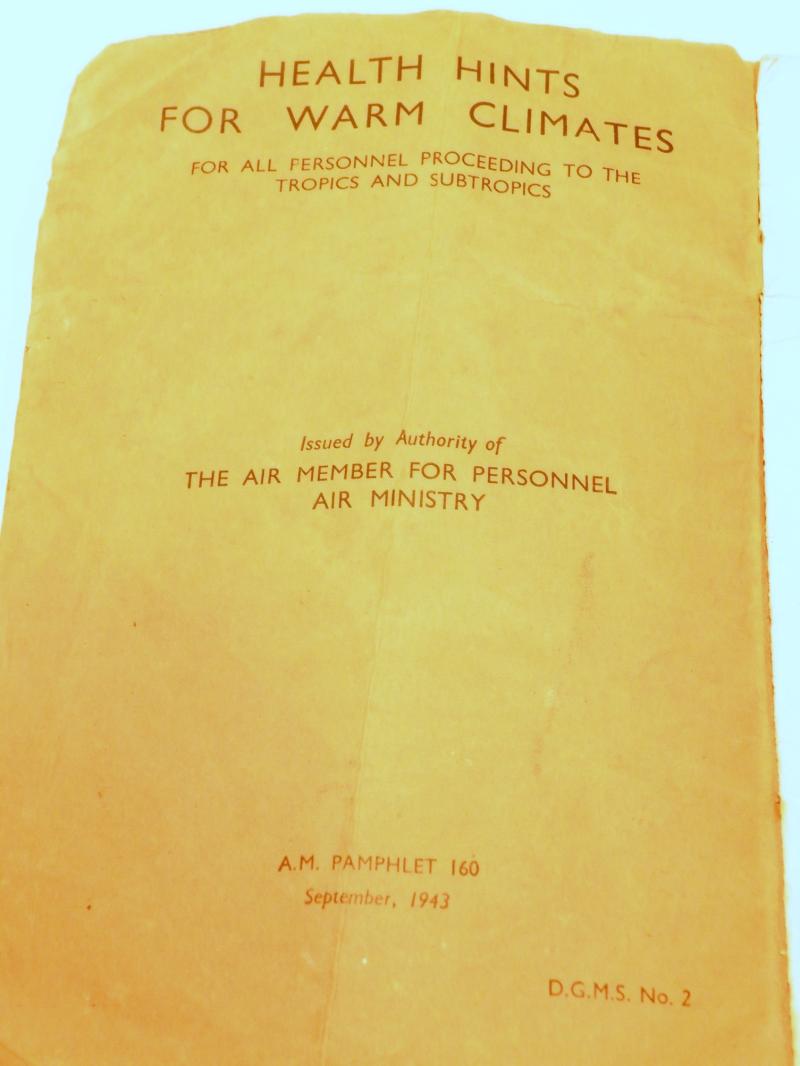 HEALTH HINTS
FOR WARM CLIMATES
FOR ALL PERSONNEL PROCEEDING TO THE
TROPICS AND SUBTROPICS
Issued by Authority of
THE AIR MEMBER FOR PERSONNEL
AIR MINISTRY
A.M. PAMPHLET 160
September, 1943
D.G.M.S. No. 2